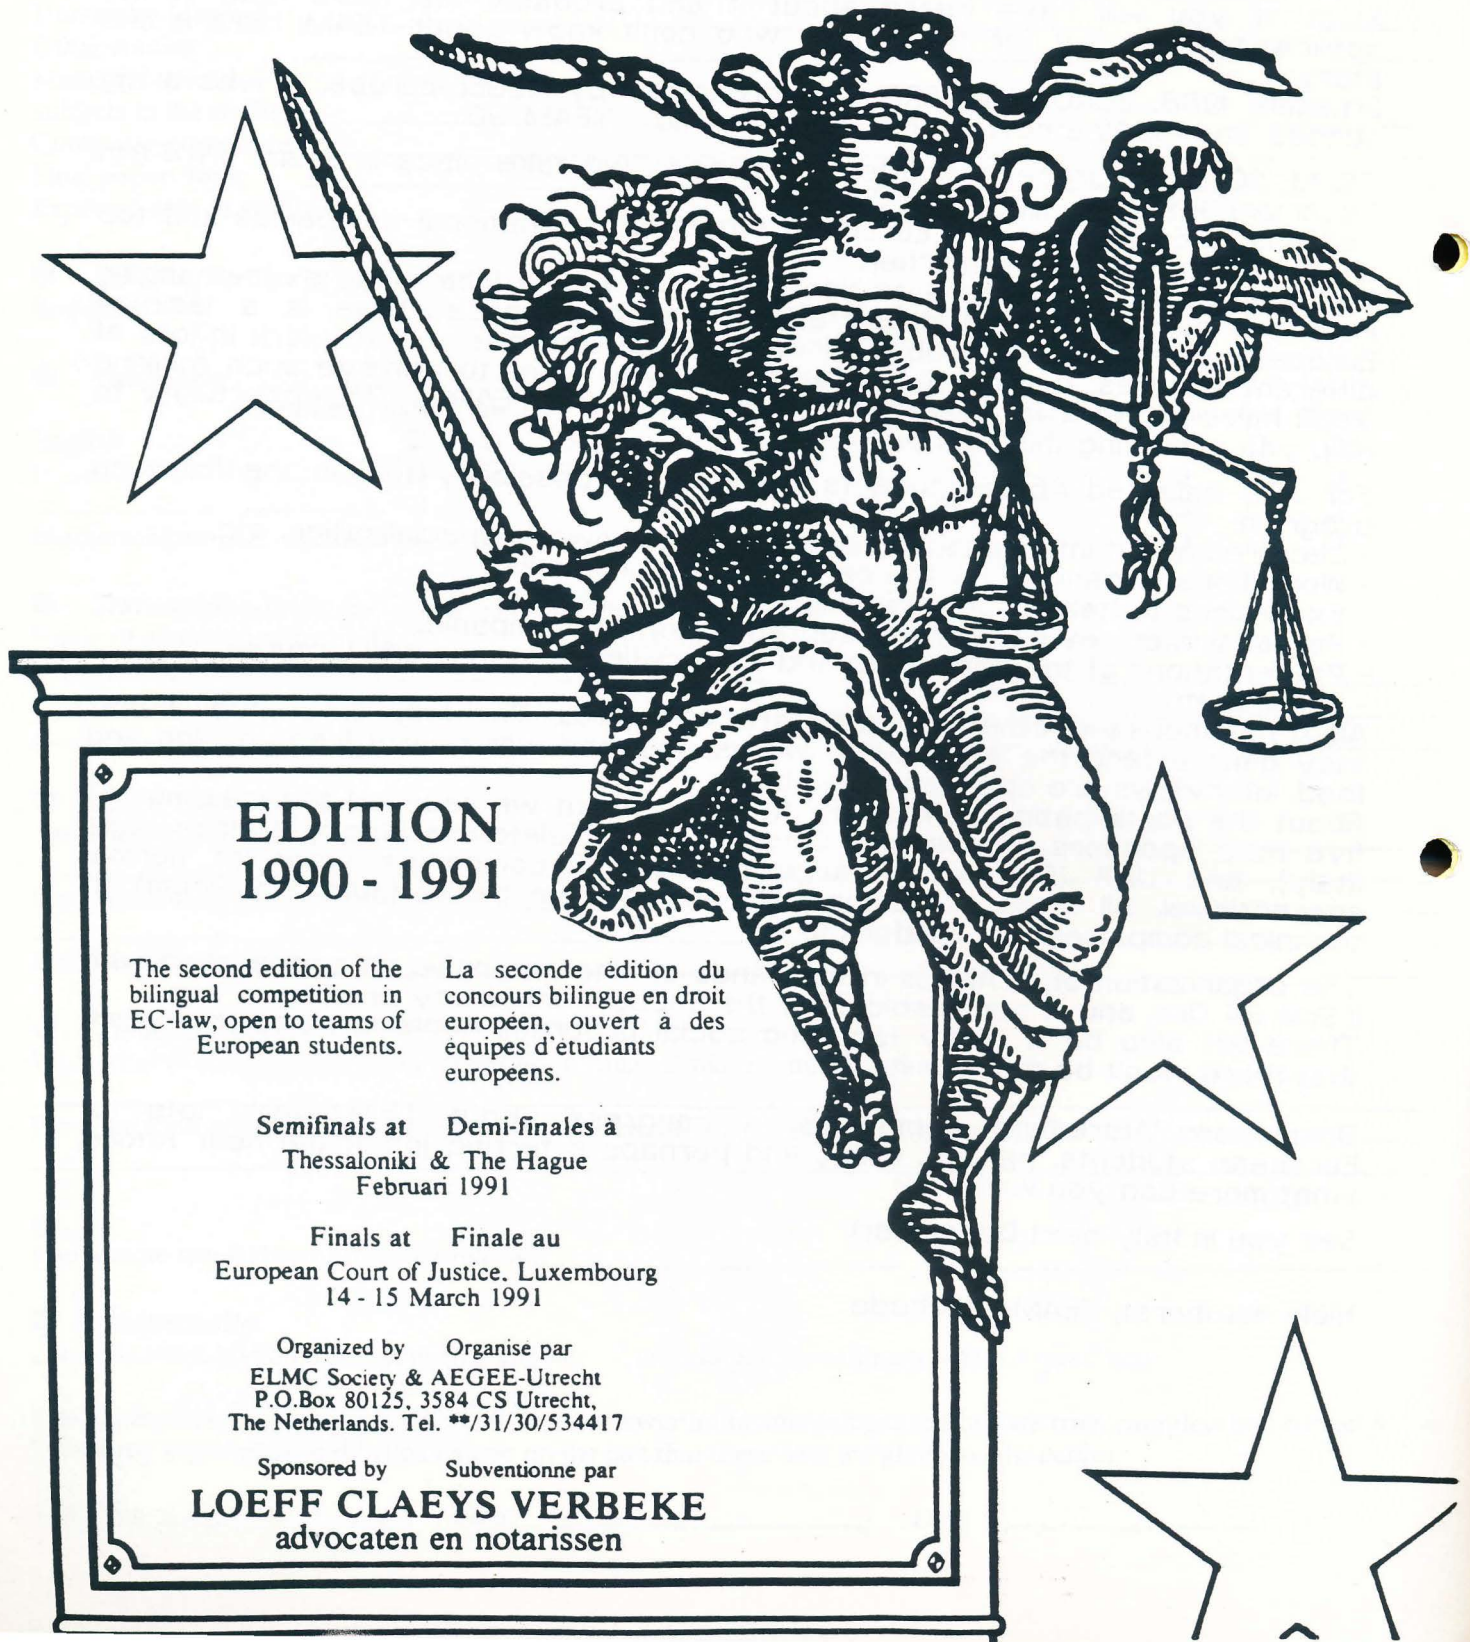 EDITION
1990 - 1991
The second edition of the
bilingual competition in
EC-law, open to teams of
European students.
La seconde édition du
concours bilingue en droit
européen, ouvert à des
équipes d'étudiants
européens.
Semifinals at Demi-finales à
Thessaloniki & The Hague
Februari 1991
Finals at Finale au
European Court of Justice, Luxembourg
14 - 15 March 1991
Organized by Organise par
ELMC Society & AEGEE-Utrecht
P.O.Box 80125, 3584 CS Utrecht,
The Netherlands. Tel. **/31/30/534417
Sponsored by Subventionne par
LOEFF CLAEYS VERBEKE
advocaten en notarissen